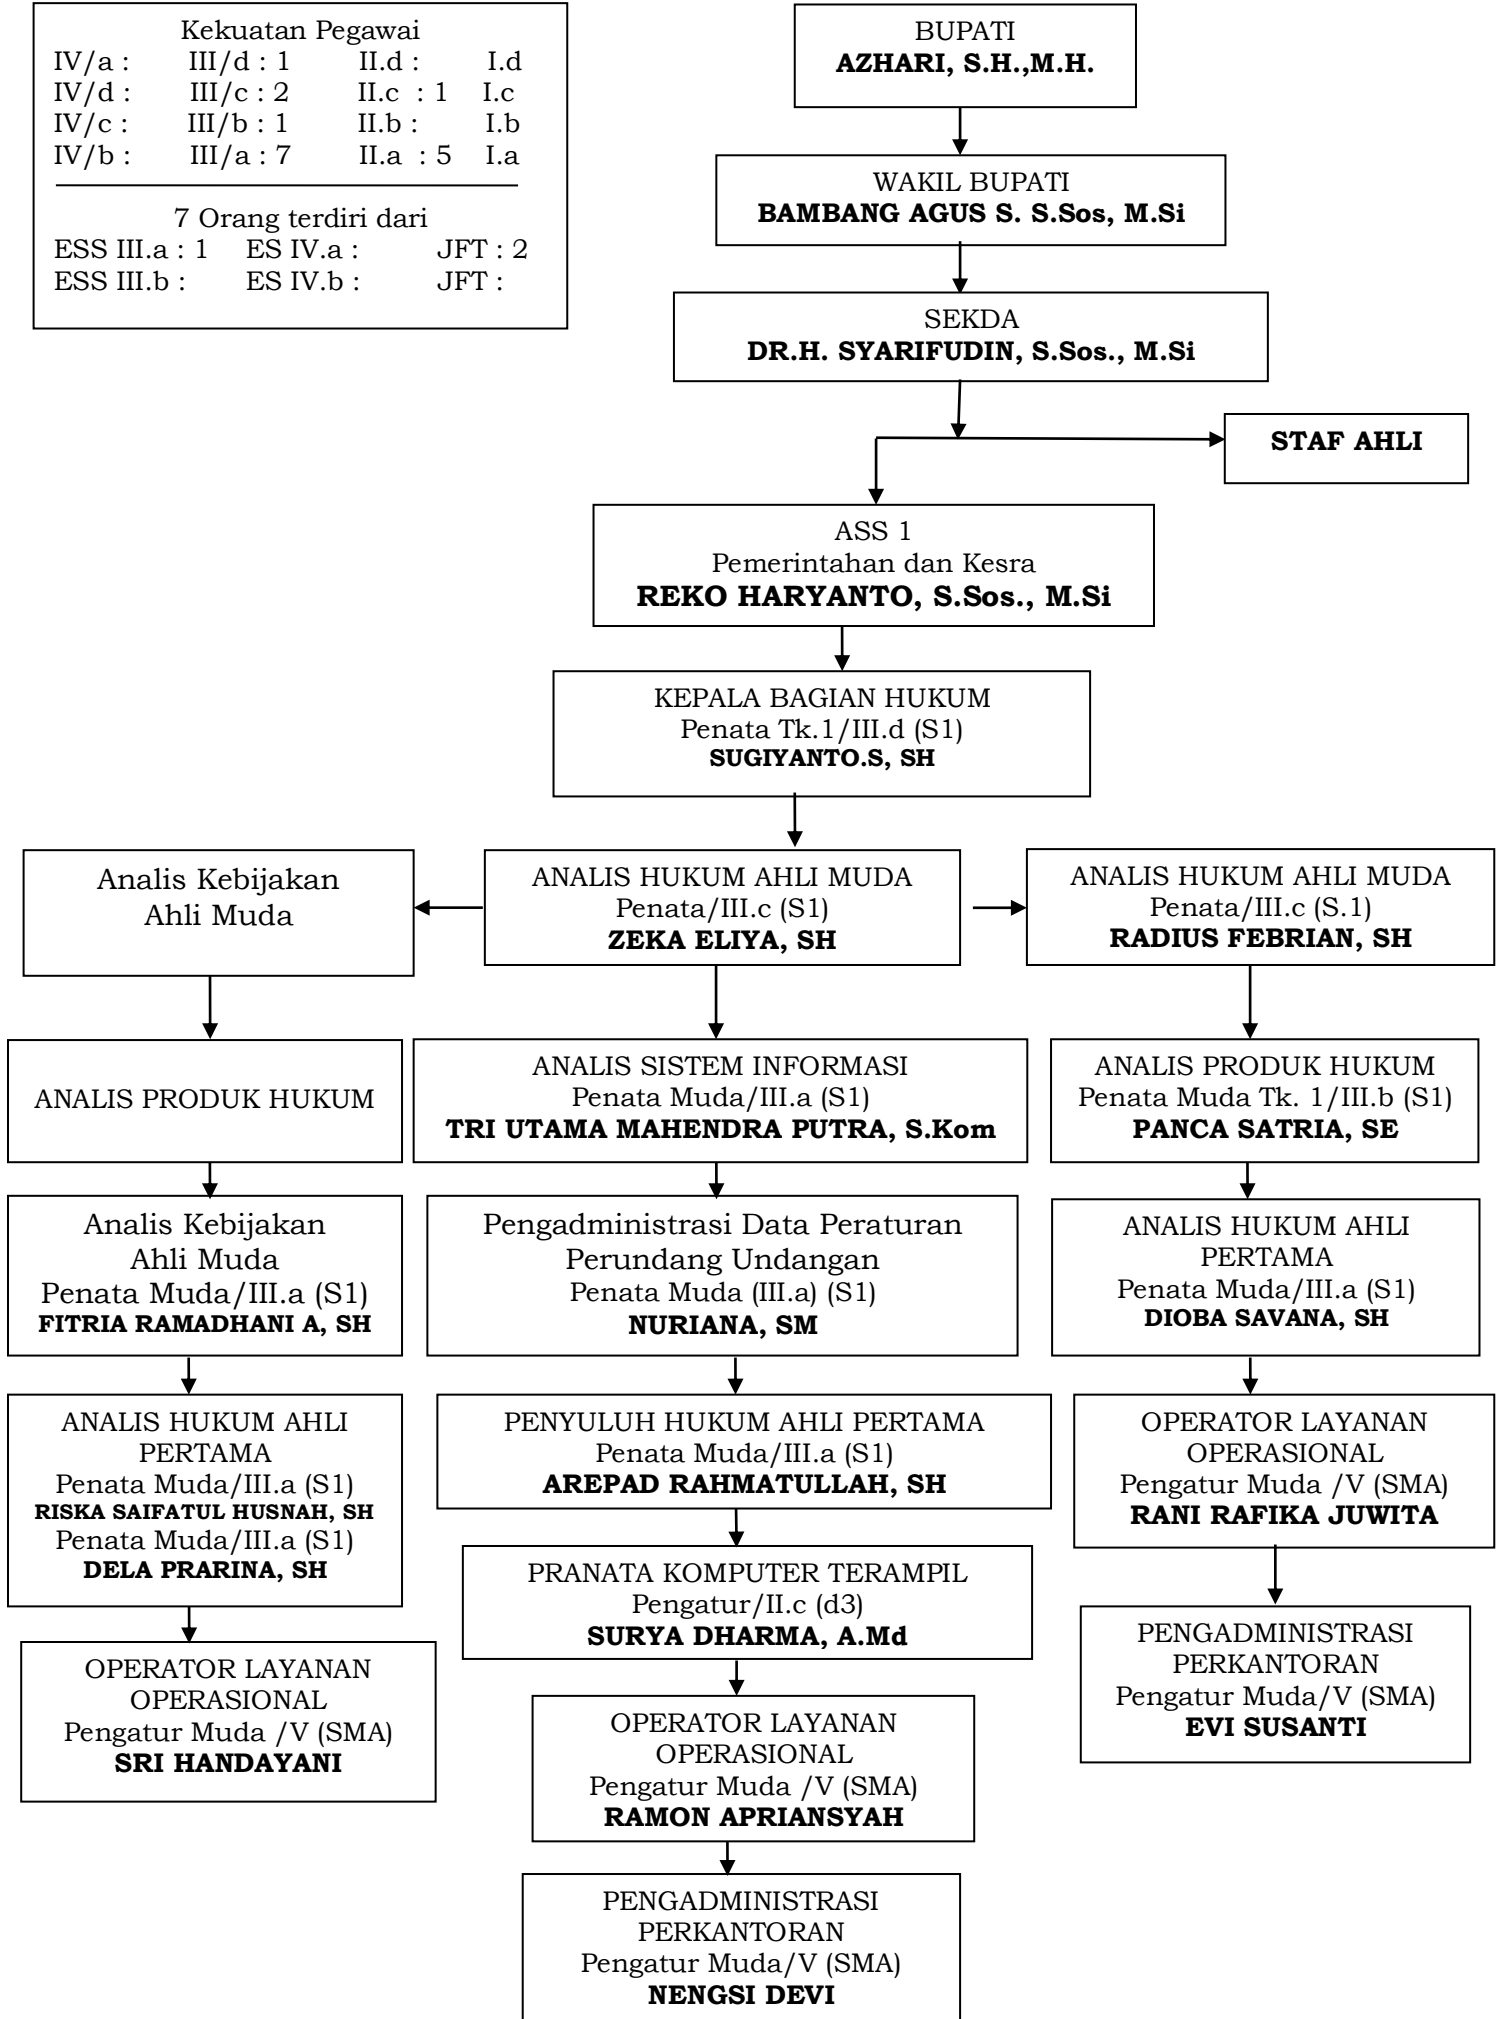 Kekuatan Pegawai
IV/a : III/d : 1 II.d : I.d
IV/d : III/c : 2 II.c : 1 I.c
IV/c : III/b : 1 II.b : I.b
IV/b : III/a : 7 II.a : 5 I.a
7 Orang terdiri dari
ESS III.a : 1 ES IV.a : JFT : 2
ESS III.b : ES IV.b : JFT :
BUPATI
AZHARI, S.H.,M.H.
WAKIL BUPATI
BAMBANG AGUS S. S.Sos, M.Si
SEKDA
DR.H. SYARIFUDIN, S.Sos., M.Si
STAF AHLI
ASS 1
Pemerintahan dan Kesra
REKO HARYANTO, S.Sos., M.Si
KEPALA BAGIAN HUKUM
Penata Tk.1/III.d (S1)
SUGIYANTO.S, SH
Analis Kebijakan
Ahli Muda
ANALIS HUKUM AHLI MUDA
Penata/III.c (S1)
ZEKA ELIYA, SH
ANALIS HUKUM AHLI MUDA
Penata/III.c (S.1)
RADIUS FEBRIAN, SH
ANALIS PRODUK HUKUM
ANALIS SISTEM INFORMASI
Penata Muda/III.a (S1)
TRI UTAMA MAHENDRA PUTRA, S.Kom
ANALIS PRODUK HUKUM
Penata Muda Tk. 1/III.b (S1)
PANCA SATRIA, SE
Analis Kebijakan
Ahli Muda
Penata Muda/III.a (S1)
FITRIA RAMADHANI A, SH
Pengadministrasi Data Peraturan
Perundang Undangan
Penata Muda (III.a) (S1)
NURIANA, SM
ANALIS HUKUM AHLI
PERTAMA
Penata Muda/III.a (S1)
DIOBA SAVANA, SH
ANALIS HUKUM AHLI
PERTAMA
Penata Muda/III.a (S1)
RISKA SAIFATUL HUSNAH, SH
Penata Muda/III.a (S1)
DELA PRARINA, SH
PENYULUH HUKUM AHLI PERTAMA
Penata Muda/III.a (S1)
AREPAD RAHMATULLAH, SH
OPERATOR LAYANAN
OPERASIONAL
Pengatur Muda /V (SMA)
RANI RAFIKA JUWITA
PRANATA KOMPUTER TERAMPIL
Pengatur/II.c (d3)
SURYA DHARMA, A.Md
PENGADMINISTRASI
PERKANTORAN
Pengatur Muda/V (SMA)
EVI SUSANTI
OPERATOR LAYANAN
OPERASIONAL
Pengatur Muda /V (SMA)
SRI HANDAYANI
OPERATOR LAYANAN
OPERASIONAL
Pengatur Muda /V (SMA)
RAMON APRIANSYAH
PENGADMINISTRASI
PERKANTORAN
Pengatur Muda/V (SMA)
NENGSI DEVI